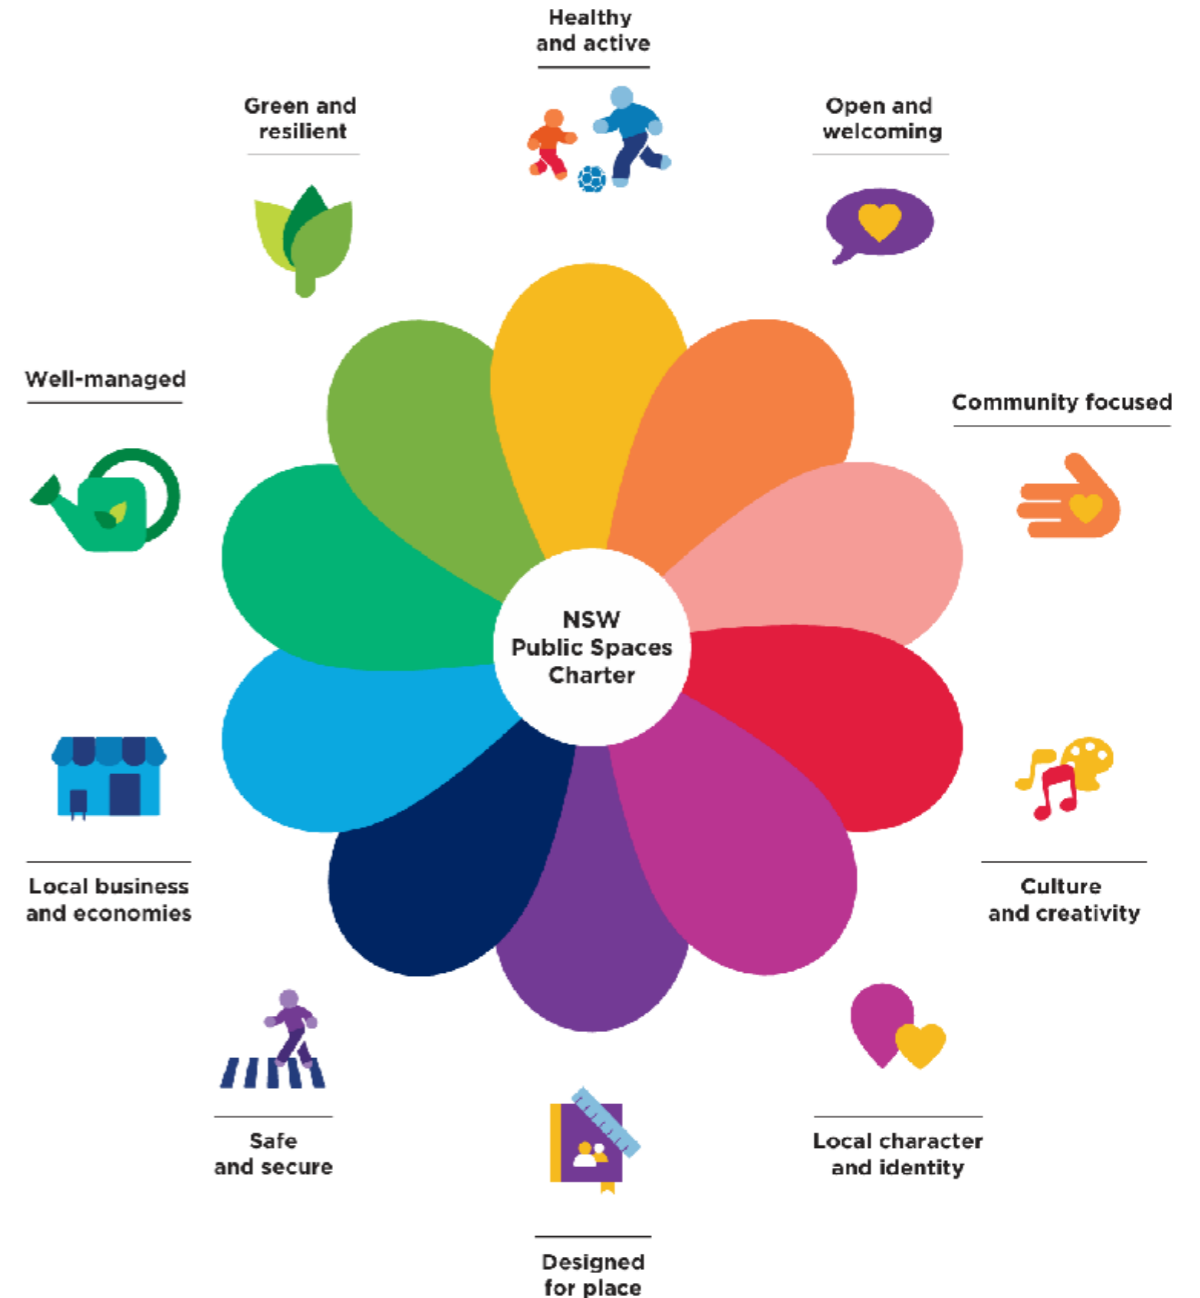 Healthy
and active
Green and
resilient
Open and
welcoming
Well-managed
Community focused
NSW
Public Spaces
Charter
Local business
and economies
Culture
and creativity
Safe
and secure
Local character
and identity
Designed
for place